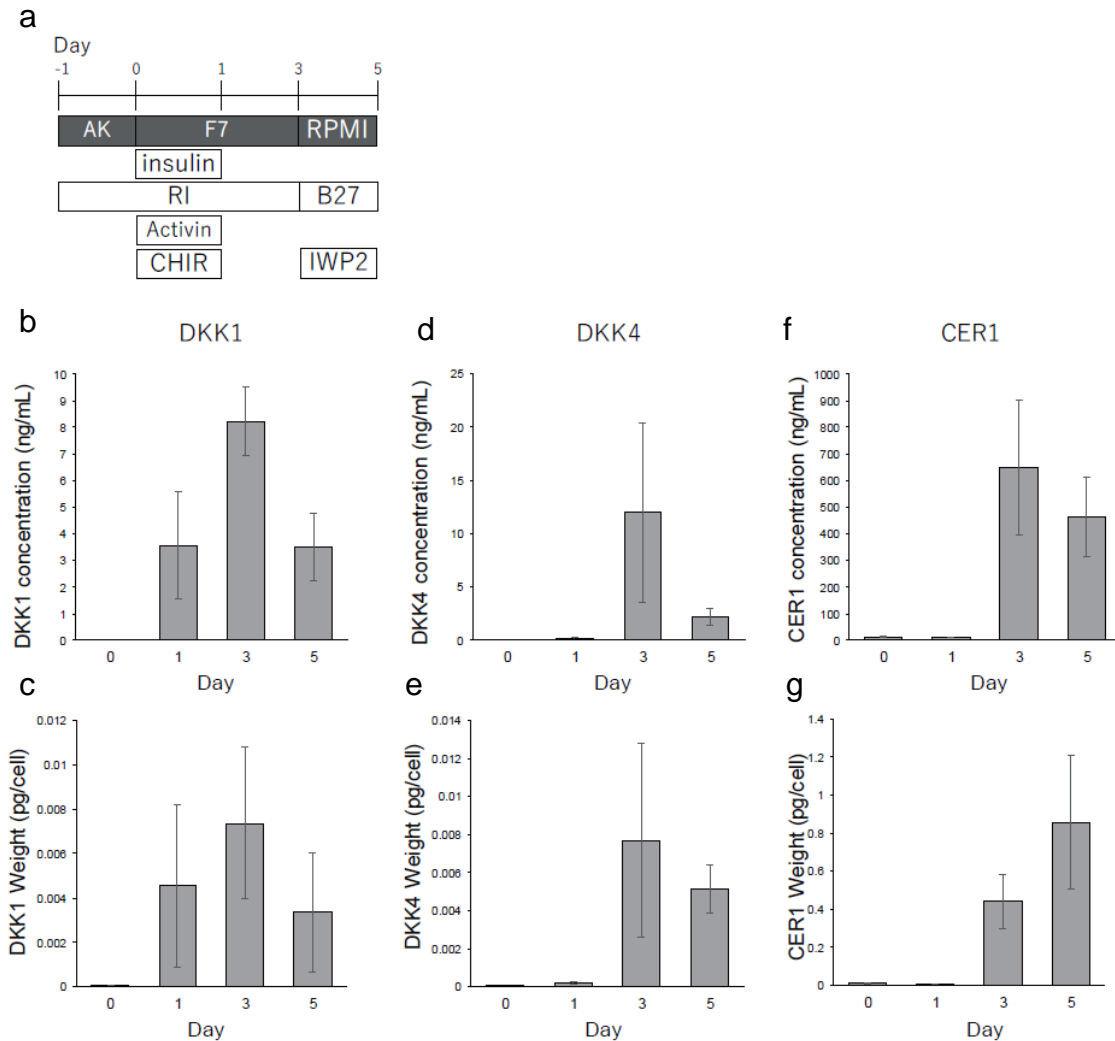 a
Day
-1 0 1 3 5
AK F7 RPMI
insulin
RI B27
Activin
CHIR IWP2
b DKK1
DKK1 concentration (ng/mL)
10
9
8
7
6
5
4
3
2
1
0
0 1 3 5
Day
d DKK4
DKK4 concentration (ng/mL)
25
20
15
10
5
0
0 1 3 5
Day
f CER1
CER1 concentration (ng/mL)
1000
900
800
700
600
500
400
300
200
100
0
0 1 3 5
Day
c
DKK1 Weight (pg/cell)
0.012
0.01
0.008
0.006
0.004
0.002
0
0 1 3 5
Day
e
DKK4 Weight (pg/cell)
0.014
0.012
0.01
0.008
0.006
0.004
0.002
0
0 1 3 5
Day
g
CER1 Weight (pg/cell)
1.4
1.2
1
0.8
0.6
0.4
0.2
0
0 1 3 5
Day